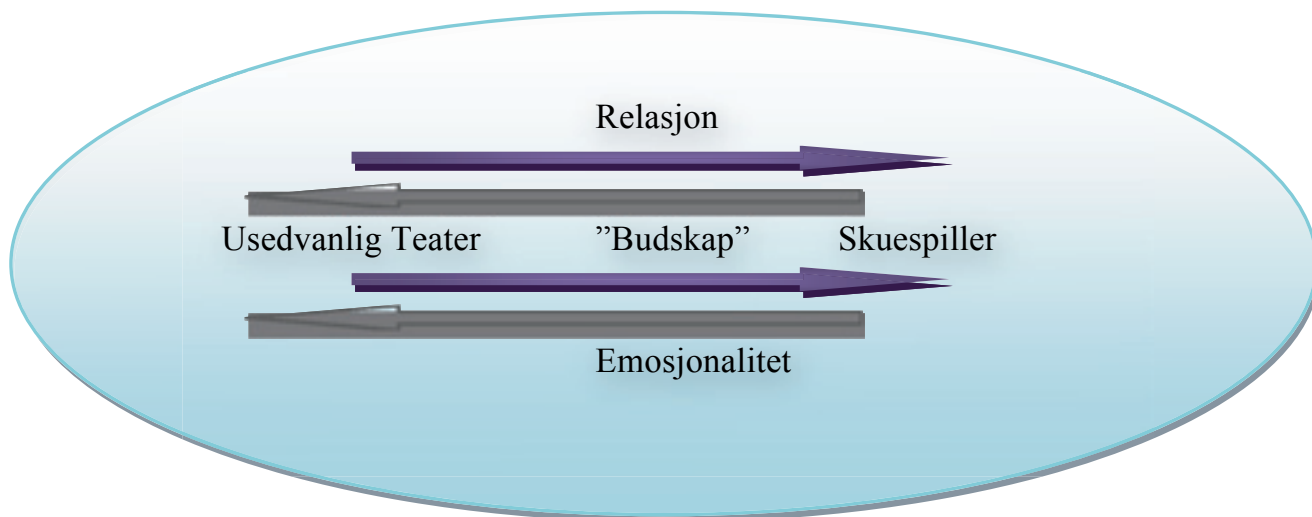 Relasjon
Usedvanlig Teater ”Budskap” Skuespiller
Emosjonalitet